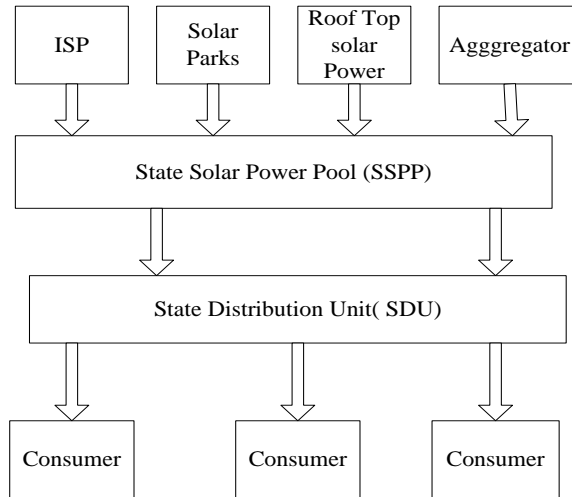 ISP
Solar
Parks
Roof Top
solar
Power
Agggregator
State Solar Power Pool (SSPP)
State Distribution Unit( SDU)
Consumer
Consumer
Consumer